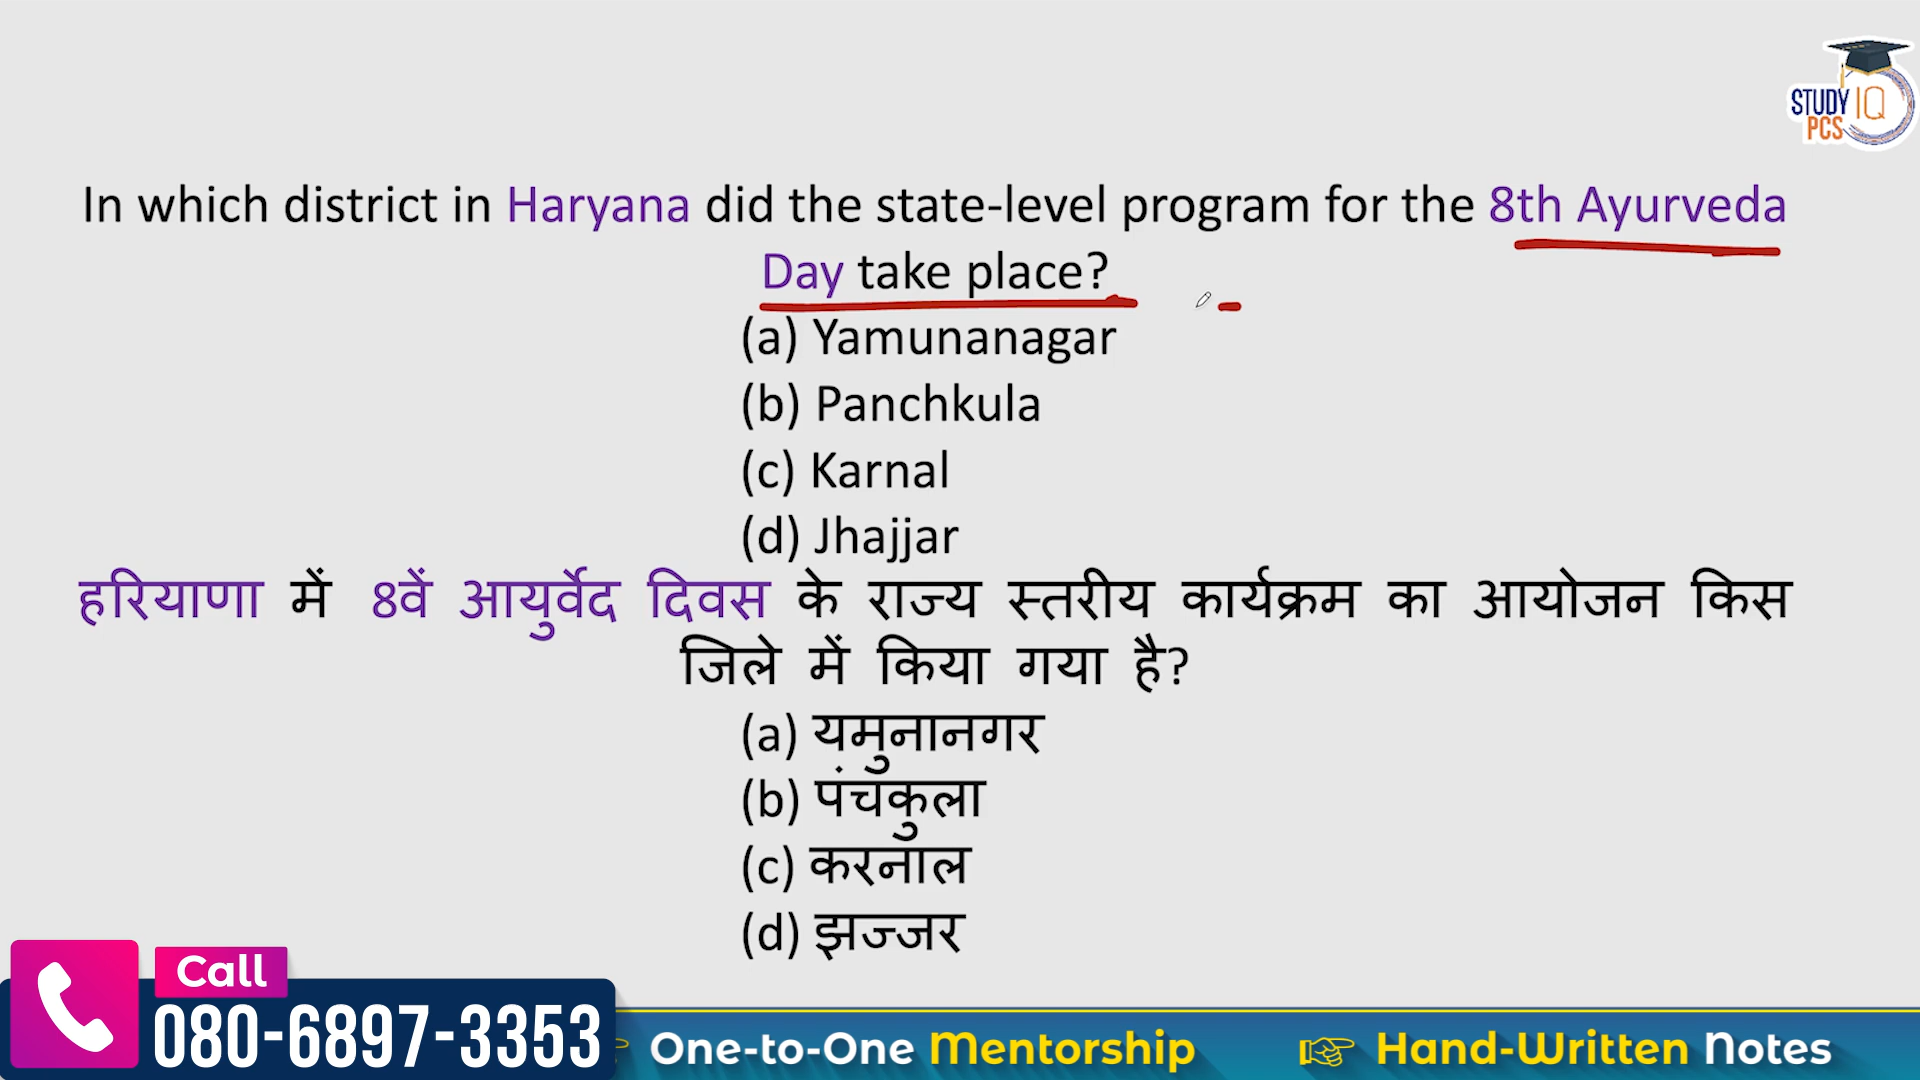 STUDY IQ
PCS
In which district in Haryana did the state-level program for the 8th Ayurveda
Day take place?
(a) Yamunanagar
(b) Panchkula
(c) Karnal
(d) Jhajjar
हरियाणा में 8वें आयुर्वेद दिवस के राज्य स्तरीय कार्यक्रम का आयोजन किस
जिले में किया गया है?
(a) यमुनानगर
(b) पंचकुला
(c) करनाल
(d) झज्जर
Call
080-6897-3353
One-to-One Mentorship
Hand-Written Notes